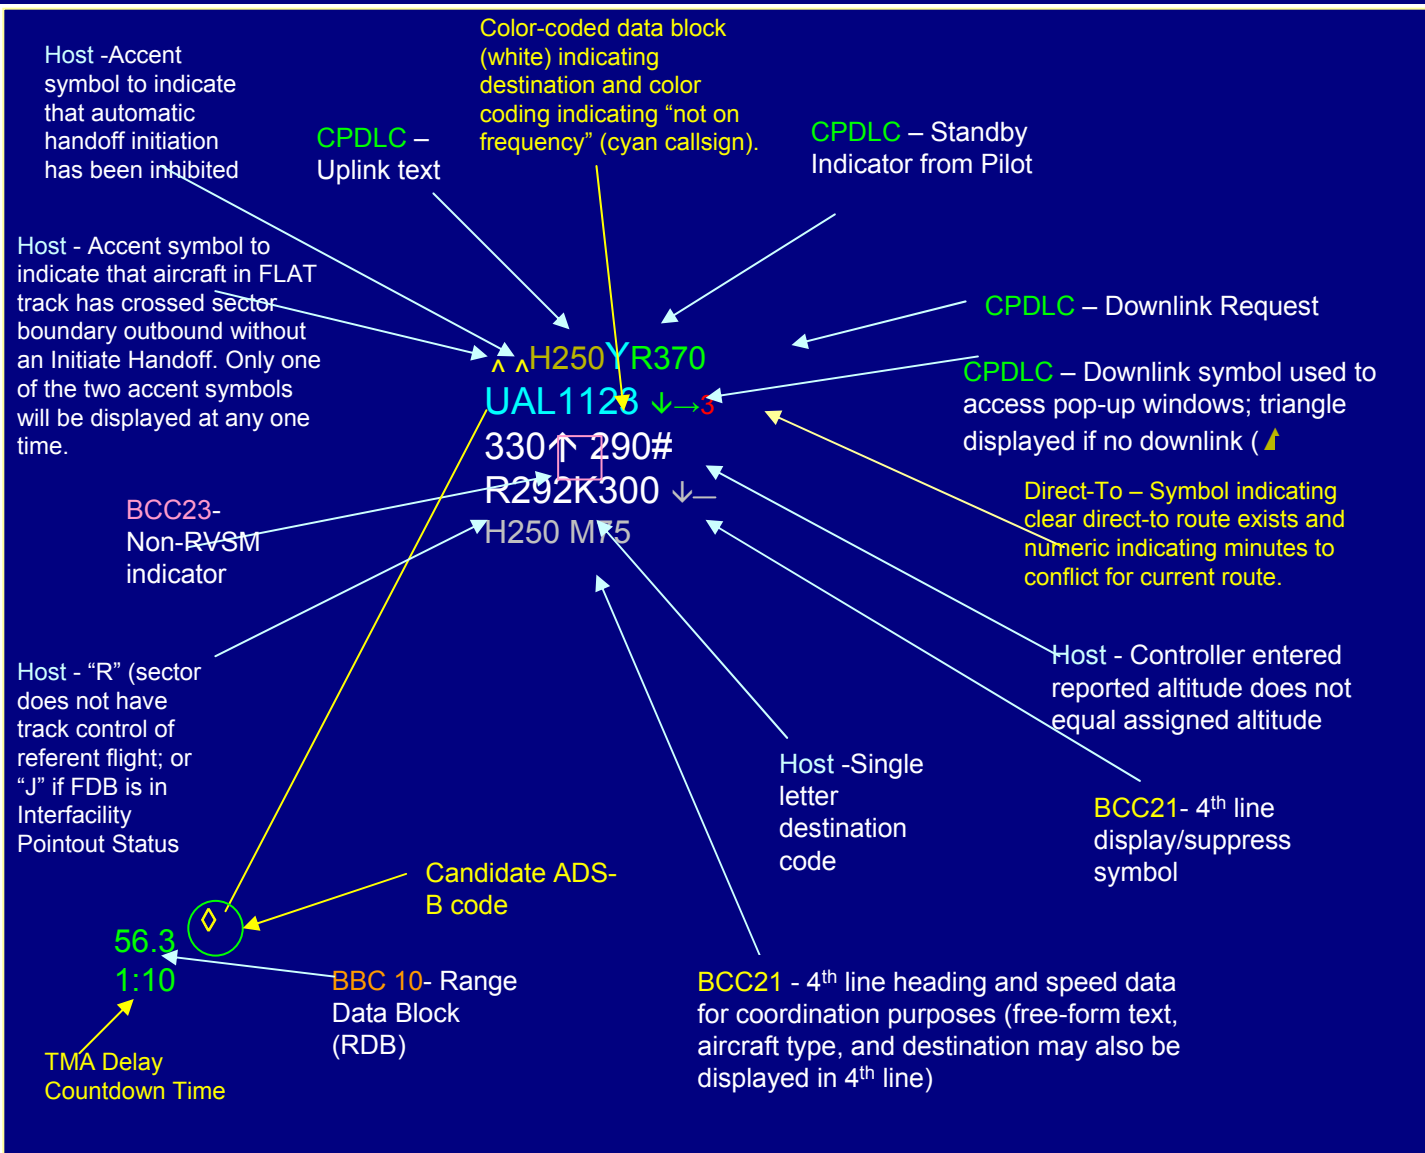 Host -Accent
symbol to indicate
that automatic
handoff initiation
has been inhibited
CPDLC –
Uplink text
Color-coded data block
(white) indicating
destination and color
coding indicating “not on
frequency” (cyan callsign).
CPDLC – Standby
Indicator from Pilot
Host - Accent symbol to
indicate that aircraft in FLAT
track has crossed sector
boundary outbound without
an Initiate Handoff. Only one
of the two accent symbols
will be displayed at any one
time.
CPDLC – Downlink Request
CPDLC – Downlink symbol used to
access pop-up windows; triangle
displayed if no downlink (
^ ^H250YR370
UAL1123 ↓→3
330↑ 290#
R292K300 ↓—
H250 M75
Direct-To – Symbol indicating
clear direct-to route exists and
numeric indicating minutes to
conflict for current route.
BCC23-
Non-RVSM
indicator
Host - “R” (sector
does not have
track control of
referent flight; or
“J” if FDB is in
Interfacility
Pointout Status
Host - Controller entered
reported altitude does not
equal assigned altitude
Host -Single
letter
destination
code
BCC21- 4th line
display/suppress
symbol
Candidate ADS-
B code
◊
56.3
1:10
BBC 10- Range
Data Block
(RDB)
BCC21 - 4th line heading and speed data
for coordination purposes (free-form text,
aircraft type, and destination may also be
displayed in 4th line)
TMA Delay
Countdown Time